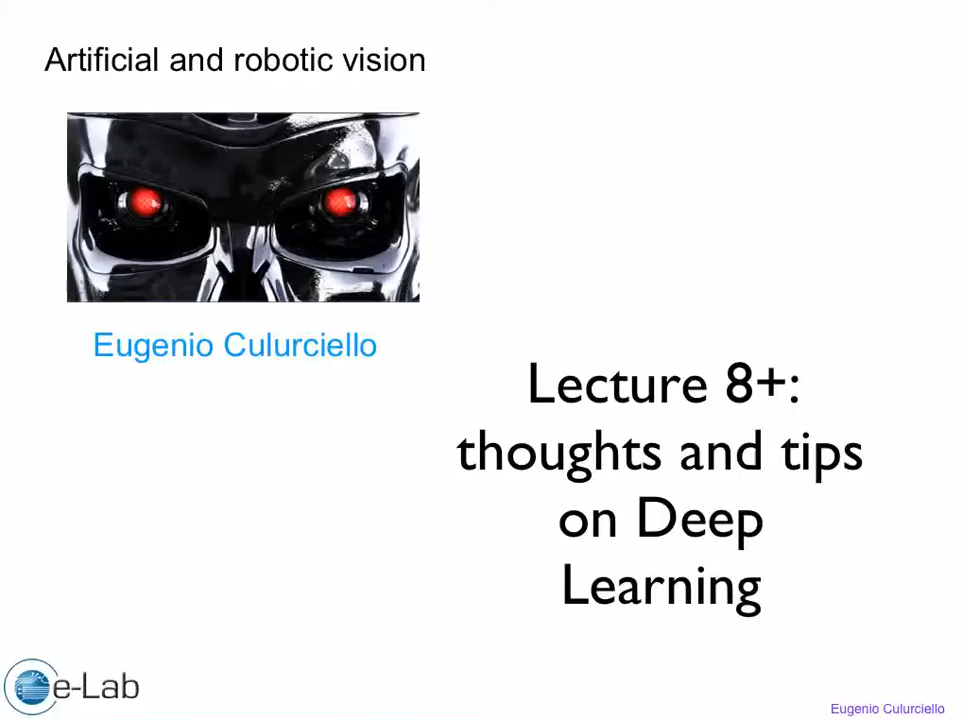 Artificial and robotic vision
Eugenio Culurciello
Lecture 8+:
thoughts and tips
on Deep
Learning
e-Lab
Eugenio Culurciello